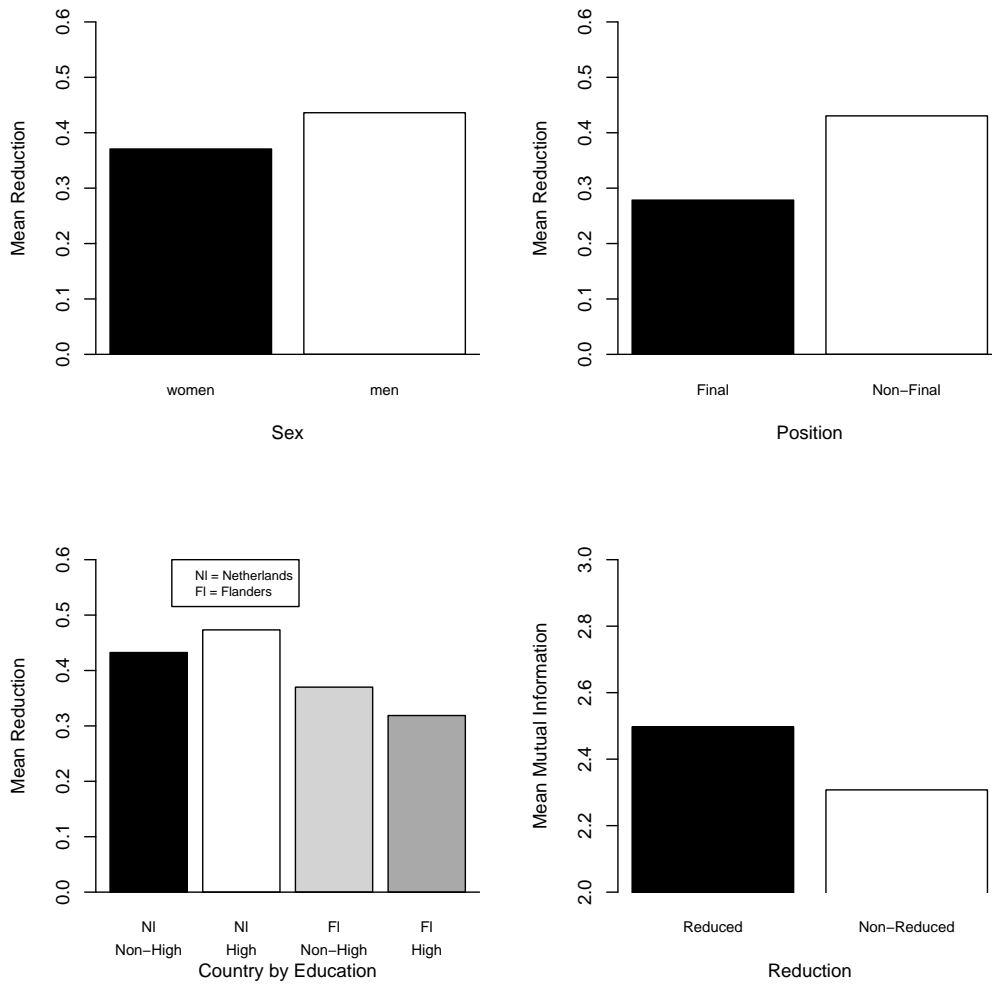 Mean Reduction
0.6
0.5
0.4
0.3
0.2
0.1
0.0
women men
Sex
Mean Reduction
0.6
0.5
0.4
0.3
0.2
0.1
0.0
Final Non−Final
Position
Mean Reduction
0.6
0.5
0.4
0.3
0.2
0.1
0.0
Nl = Netherlands
Fl = Flanders
Nl Nl Fl Fl
Non−High High Non−High High
Country by Education
Mean Mutual Information
3.0
2.8
2.6
2.4
2.2
2.0
Reduced Non−Reduced
Reduction